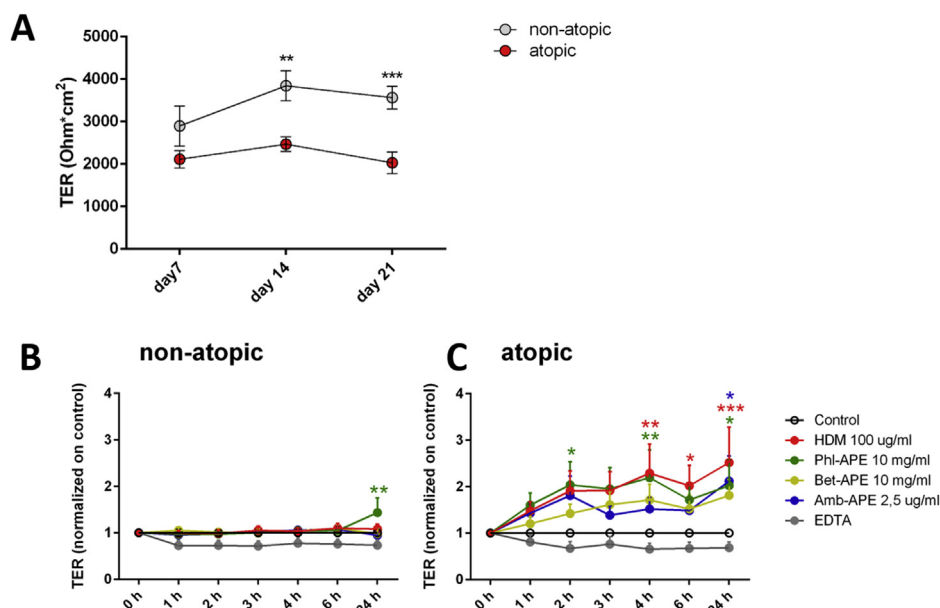 A
non-atopic
atopic
TER (Ohm*cm2)
5000
4000
3000
2000
1000
0
**
***
day7
day 14
day 21
B
non-atopic
TER (normalized on control)
4
3
2
1
0
**
0 h
1 h
2 h
3 h
4 h
6 h
24 h
C
atopic
TER (normalized on control)
4
3
2
1
0
*
**
**
*
*
***
*
0 h
1 h
2 h
3 h
4 h
6 h
24 h
Control
HDM 100 ug/ml
Phl-APE 10 mg/ml
Bet-APE 10 mg/ml
Amb-APE 2,5 ug/ml
EDTA